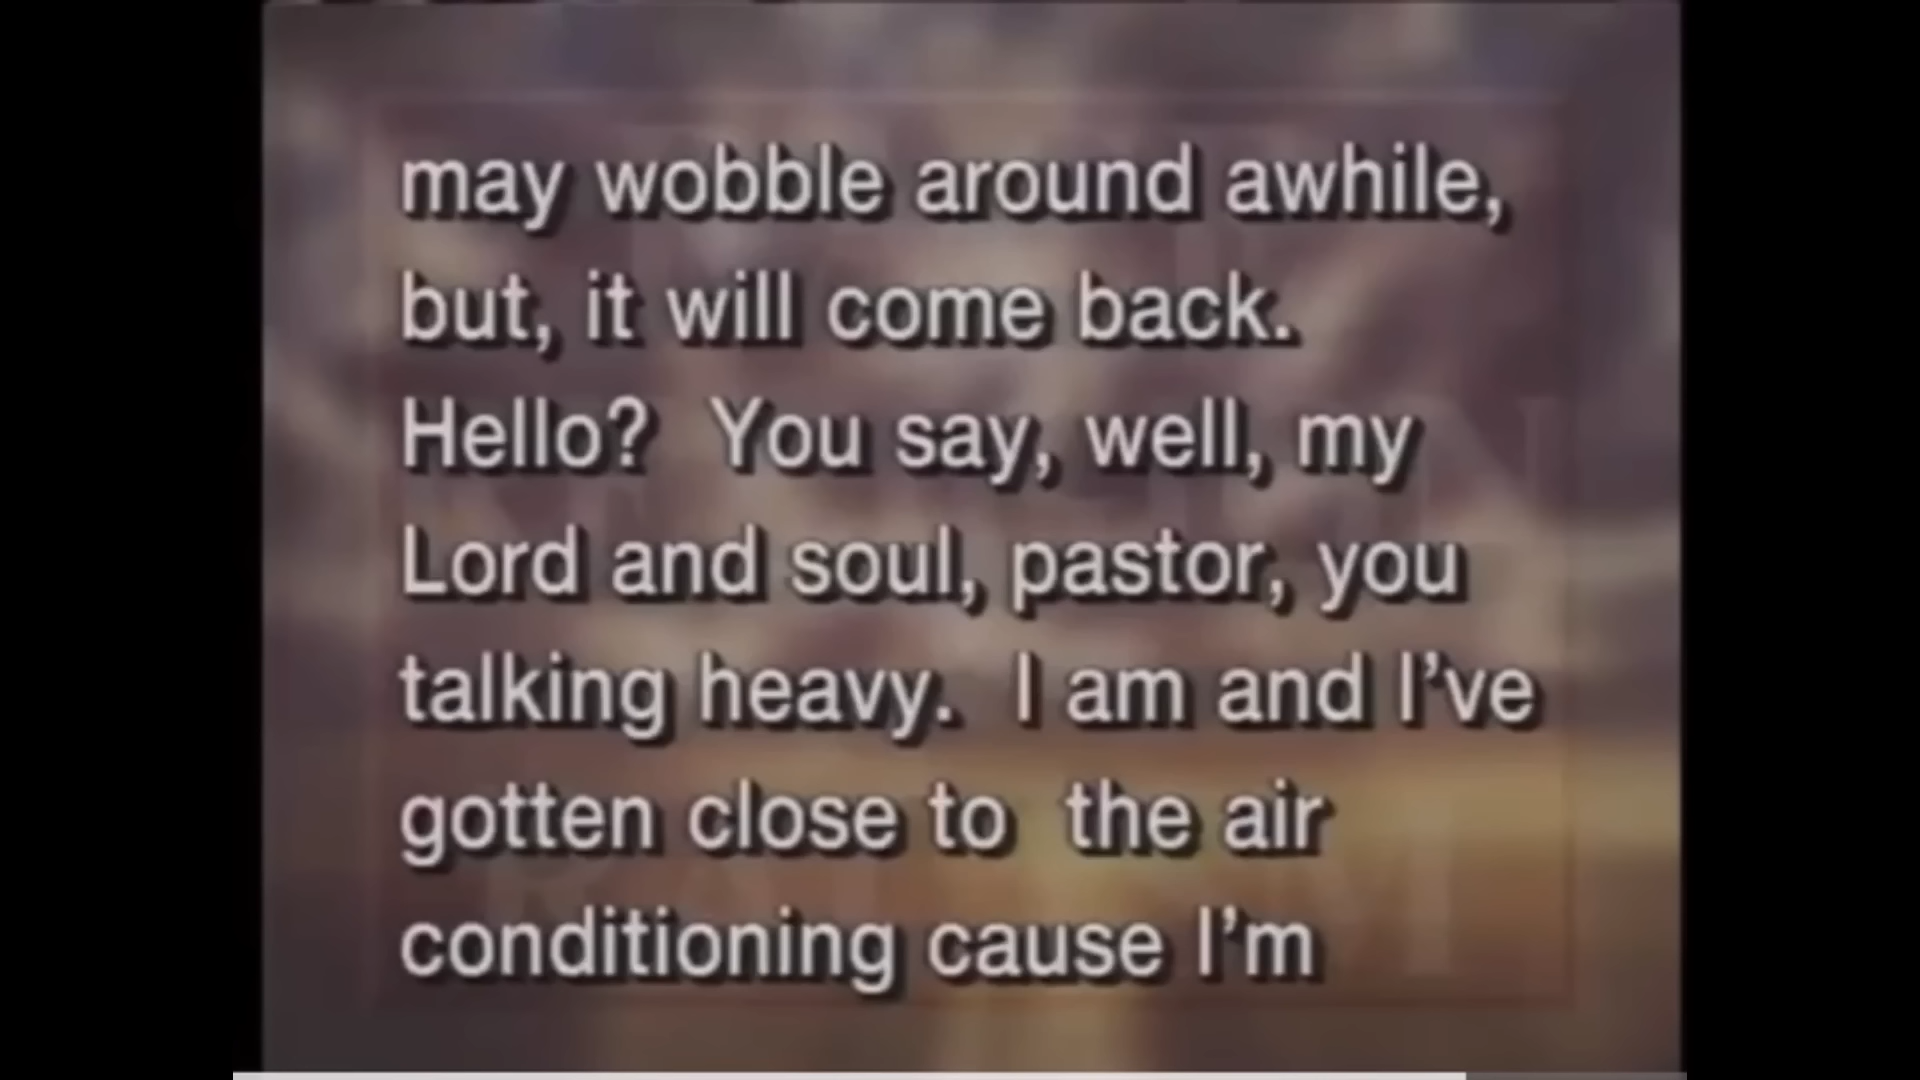 may wobble around awhile,
but, it will come back.
Hello?  You say, well, my
Lord and soul, pastor, you
talking heavy.  I am and I've
gotten close to  the air
conditioning cause I'm